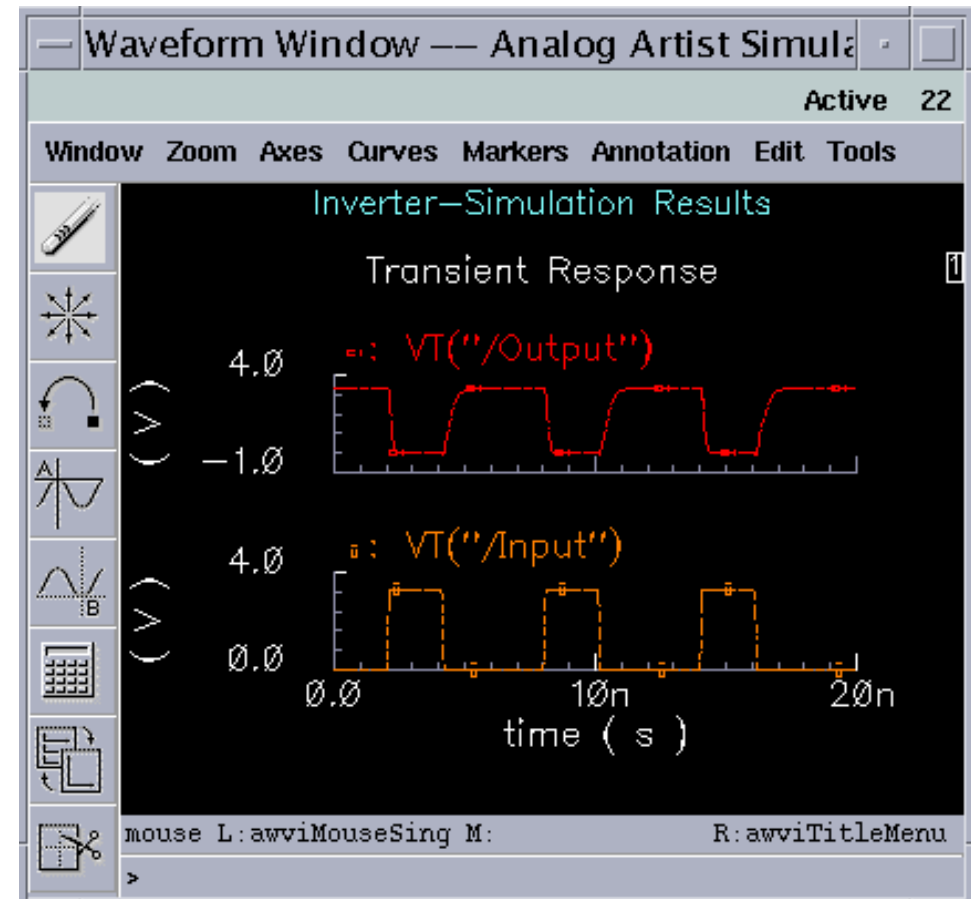 Waveform Window -- Analog Artist Simula
Active 22
Window Zoom Axes Curves Markers Annotation Edit Tools
Inverter-Simulation Results
Transient Response
1
: VT("/Output")
4.0
(V)
-1.0
: VT("/Input")
4.0
(V)
0.0
0.0 10n 20n
time ( s )
A
B
mouse L:awviMouseSing M: R:awviTitleMenu
>